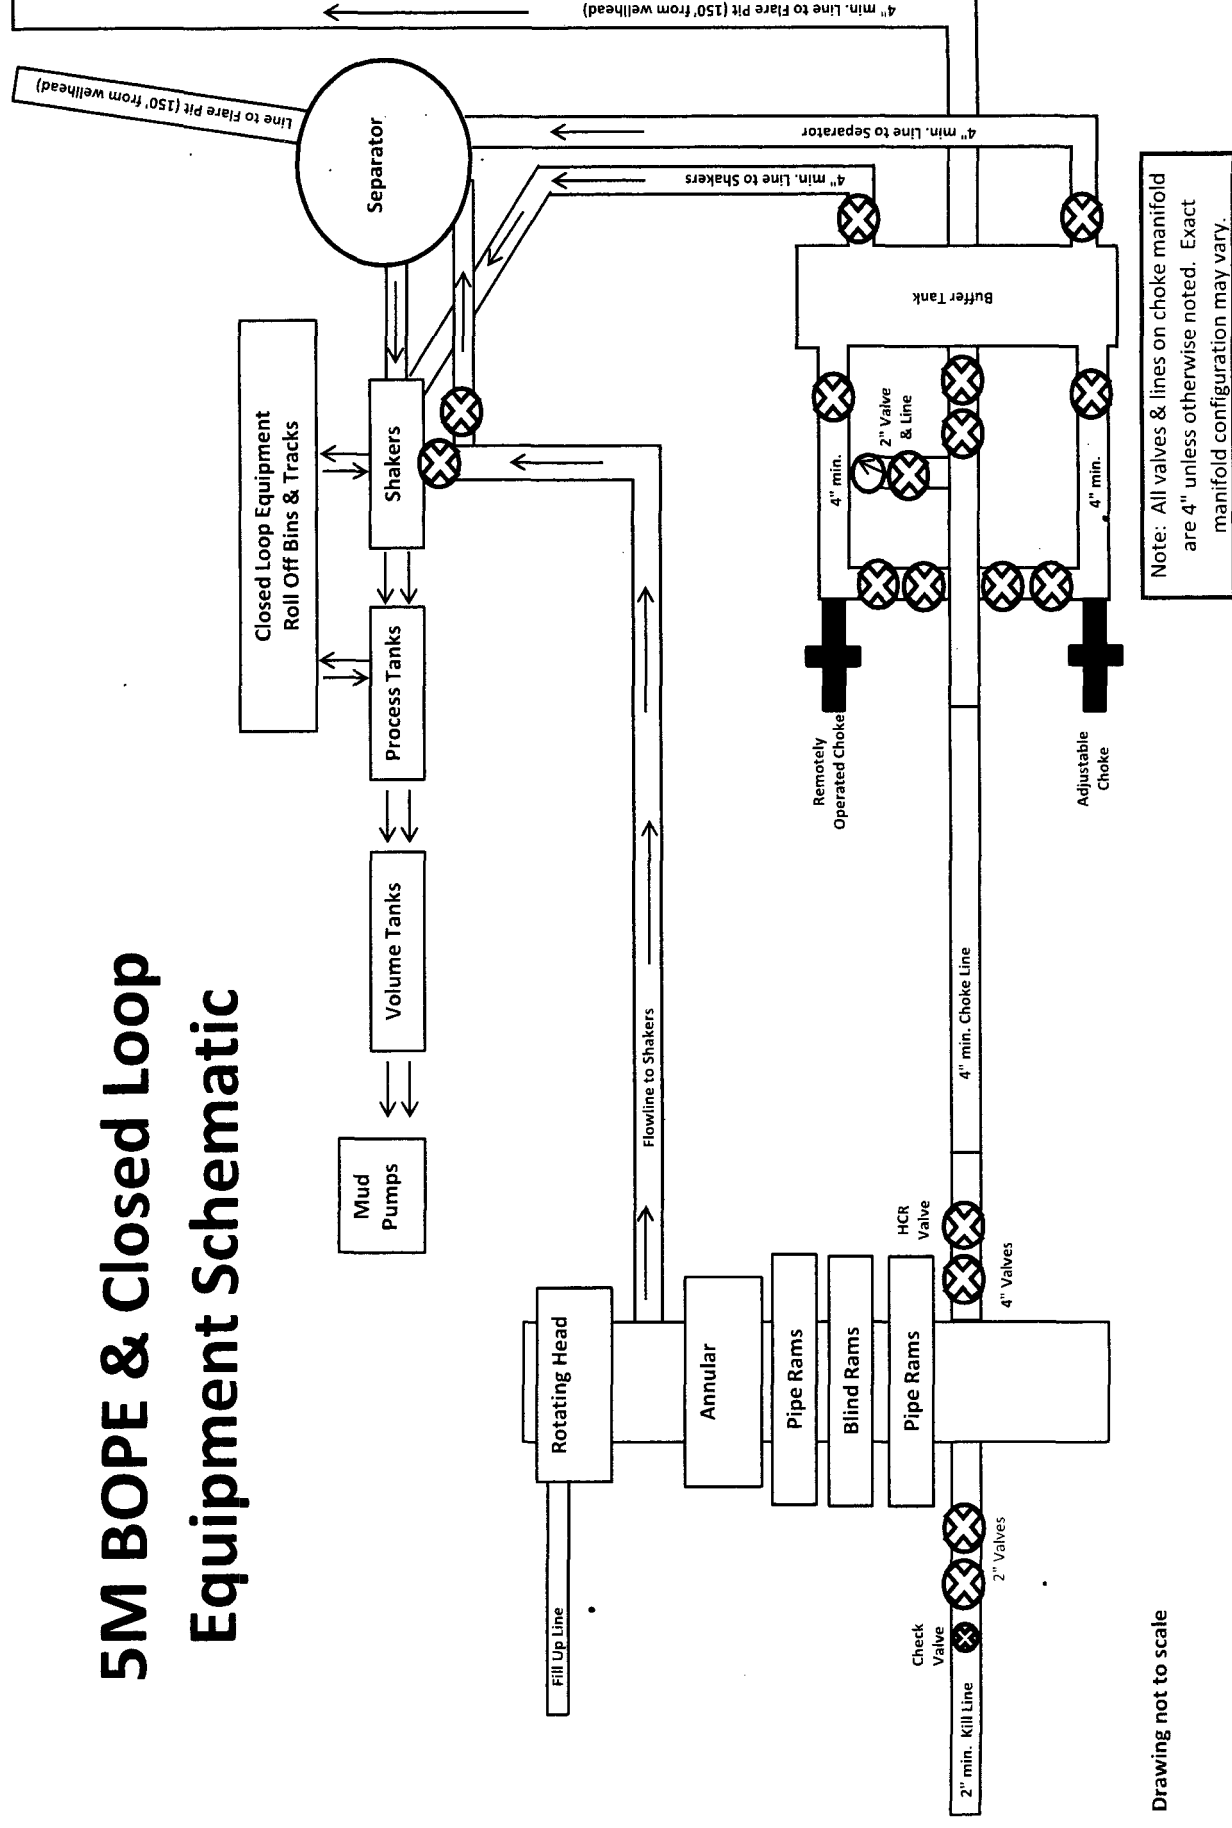 5M BOPE & Closed Loop
Equipment Schematic
Closed Loop Equipment
Roll Off Bins & Tracks
Line to Flare Pit (150' from wellhead)
4" min. Line to Flare Pit (150' from wellhead)
Separator
Mud
Pumps
Volume Tanks
Process Tanks
Shakers
Fill Up Line
Rotating Head
Flowline to Shakers
4" min. Line to Shakers
4" min. Line to Separator
Annular
Pipe Rams
Blind Rams
Pipe Rams
Remotely
Operated Choke
4" min.
2" Valve
& Line
Buffer Tank
HCR
Valve
Check
Valve
2" min. Kill Line
2" Valves
4" Valves
4" min. Choke Line
Adjustable
Choke
4" min.
Note: All valves & lines on choke manifold
are 4" unless otherwise noted. Exact
manifold configuration may vary.
Drawing not to scale